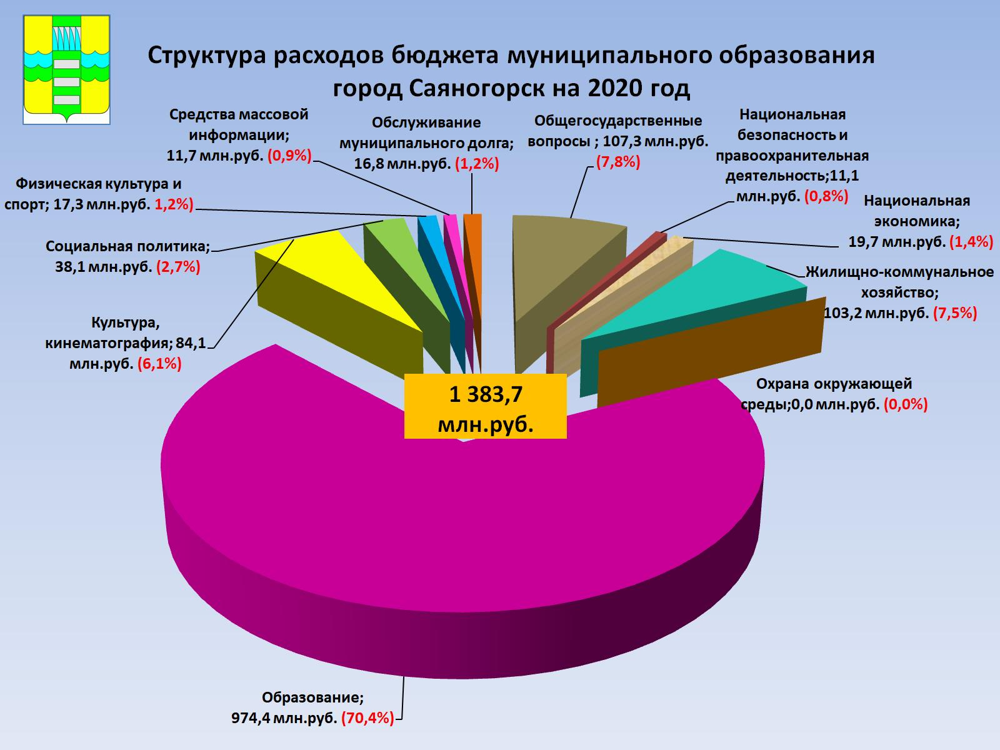 Структура расходов бюджета муниципального образования
город Саяногорск на 2020 год
Средства массовой
информации;
11,7 млн.руб. (0,9%)
Обслуживание
муниципального долга;
16,8 млн.руб. (1,2%)
Общегосударственные
вопросы ; 107,3 млн.руб.
(7,8%)
Национальная
безопасность и
правоохранительная
деятельность;11,1
млн.руб. (0,8%)
Физическая культура и
спорт; 17,3 млн.руб. 1,2%)
Национальная
экономика;
19,7 млн.руб. (1,4%)
Социальная политика;
38,1 млн.руб. (2,7%)
Жилищно-коммунальное
хозяйство;
103,2 млн.руб. (7,5%)
Культура,
кинематография; 84,1
млн.руб. (6,1%)
1 383,7
млн.руб.
Охрана окружающей
среды;0,0 млн.руб. (0,0%)
Образование;
974,4 млн.руб. (70,4%)